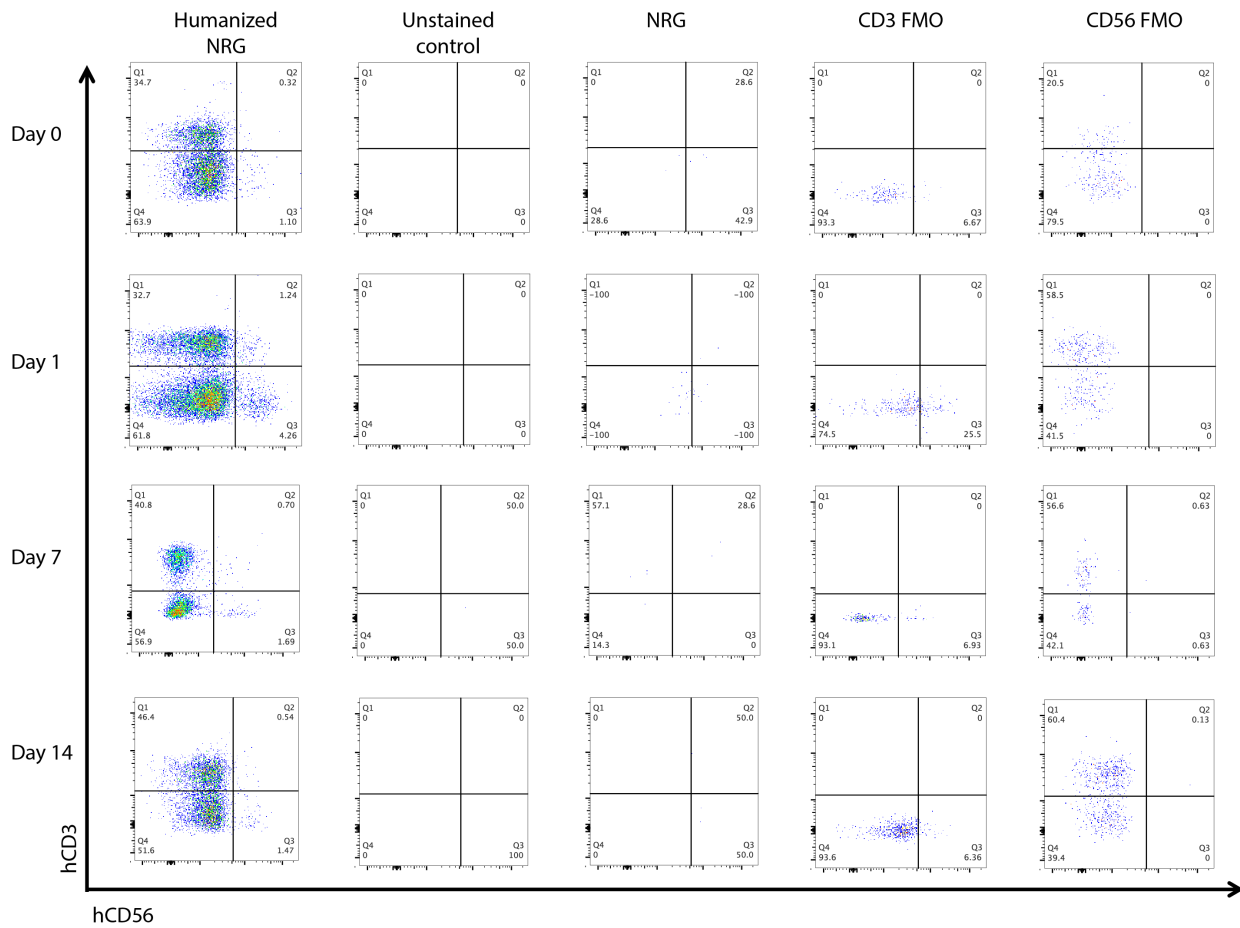 Humanized NRG
Unstained control
NRG
CD3 FMO
CD56 FMO
Day 0
Q1 34.7
Q2 0.32
Q4 63.9
Q3 1.10
Q1 0
Q2 0
Q4 0
Q3 0
Q1 0
Q2 28.6
Q4 28.6
Q3 42.9
Q1 0
Q2 0
Q4 93.3
Q3 6.67
Q1 20.5
Q2 0
Q4 79.5
Q3 0
Day 1
Q1 32.7
Q2 1.24
Q4 61.8
Q3 4.26
Q1 0
Q2 0
Q4 0
Q3 0
Q1 −100
Q2 −100
Q4 −100
Q3 −100
Q1 0
Q2 0
Q4 74.5
Q3 25.5
Q1 58.5
Q2 0
Q4 41.5
Q3 0
Day 7
Q1 40.8
Q2 0.70
Q4 56.9
Q3 1.69
Q1 0
Q2 50.0
Q4 0
Q3 50.0
Q1 57.1
Q2 28.6
Q4 14.3
Q3 0
Q1 0
Q2 0
Q4 93.1
Q3 6.93
Q1 56.6
Q2 0.63
Q4 42.1
Q3 0.63
Day 14
Q1 46.4
Q2 0.54
Q4 51.6
Q3 1.47
Q1 0
Q2 0
Q4 0
Q3 100
Q1 0
Q2 50.0
Q4 0
Q3 50.0
Q1 0
Q2 0
Q4 93.6
Q3 6.36
Q1 60.4
Q2 0.13
Q4 39.4
Q3 0
hCD3
hCD56